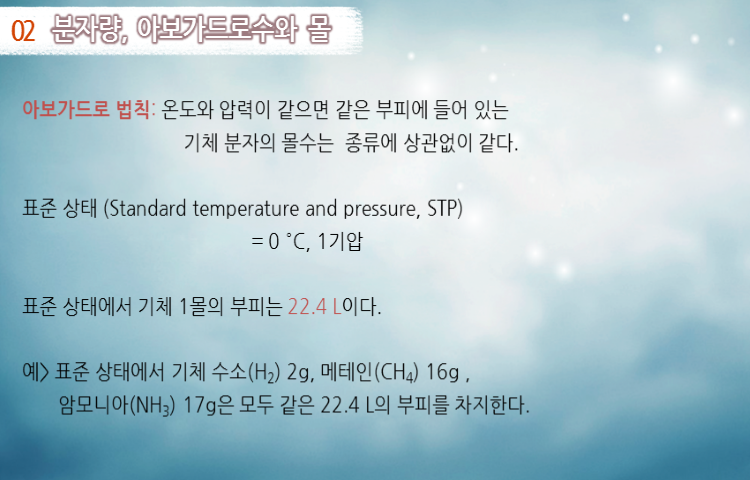 02 분자량, 아보가드로수와 몰
아보가드로 법칙: 온도와 압력이 같으면 같은 부피에 들어 있는
기체 분자의 몰수는 종류에 상관없이 같다.
표준 상태 (Standard temperature and pressure, STP)
= 0 ˚C, 1기압
표준 상태에서 기체 1몰의 부피는 22.4 L이다.
예> 표준 상태에서 기체 수소(H₂) 2g, 메테인(CH₄) 16g ,
암모니아(NH₃) 17g은 모두 같은 22.4 L의 부피를 차지한다.